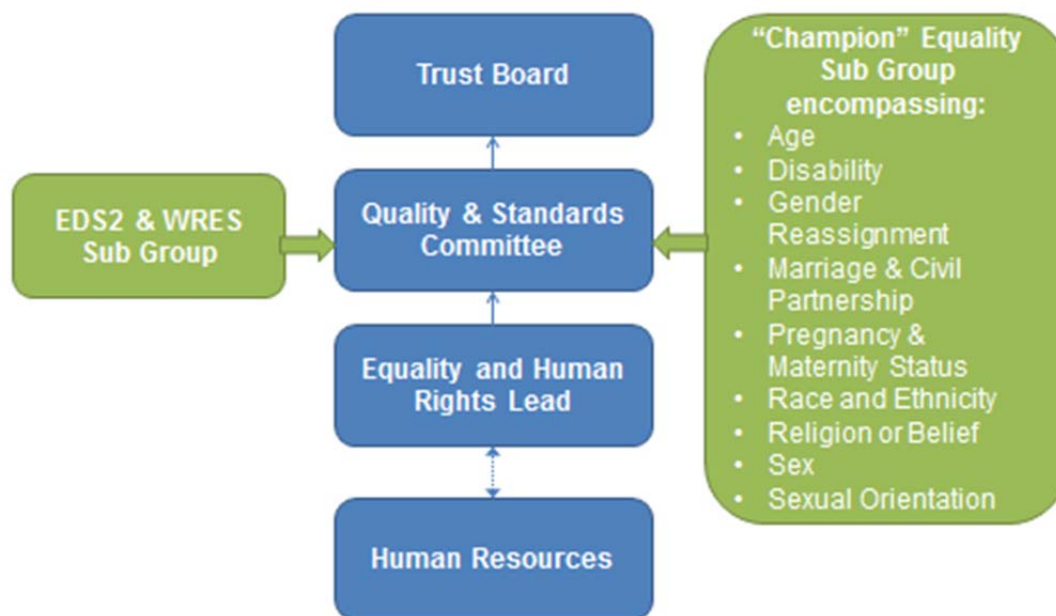 Trust Board
EDS2 & WRES
Sub Group
Quality & Standards
Committee
Equality and Human
Rights Lead
Human Resources
“Champion” Equality
Sub Group
encompassing:
• Age
• Disability
• Gender
Reassignment
• Marriage & Civil
Partnership
• Pregnancy &
Maternity Status
• Race and Ethnicity
• Religion or Belief
• Sex
• Sexual Orientation